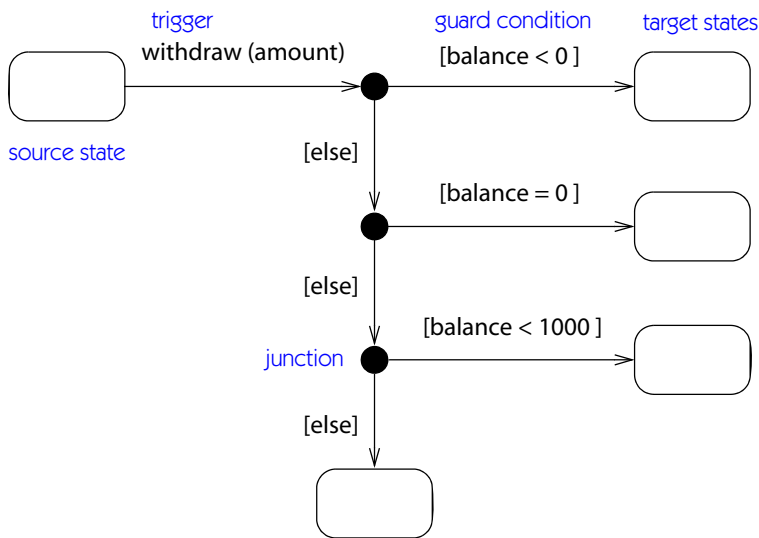 trigger
guard condition
target states
withdraw (amount)
[balance < 0 ]
source state
[else]
[balance = 0 ]
[else]
[balance < 1000 ]
junction
[else]